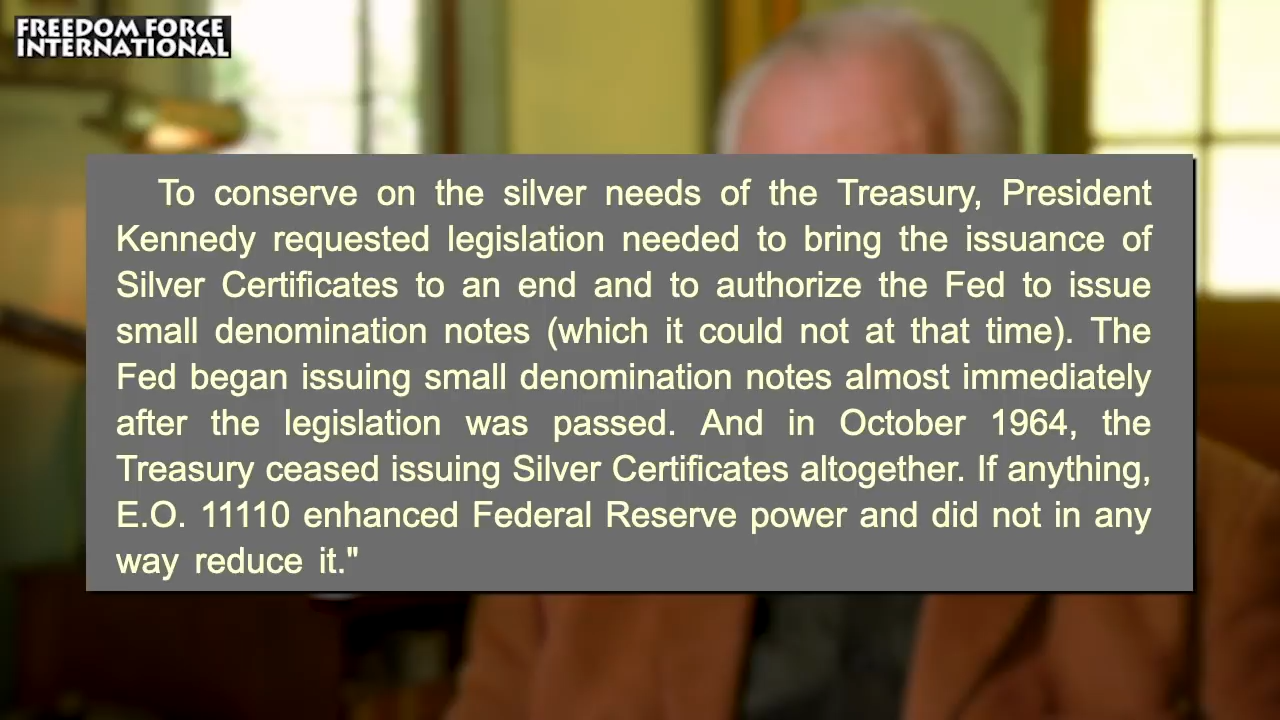 FREEDOM FORCE
INTERNATIONAL
To conserve on the silver needs of the Treasury, President
Kennedy requested legislation needed to bring the issuance of
Silver Certificates to an end and to authorize the Fed to issue
small denomination notes (which it could not at that time). The
Fed began issuing small denomination notes almost immediately
after the legislation was passed. And in October 1964, the
Treasury ceased issuing Silver Certificates altogether. If anything,
E.O. 11110 enhanced Federal Reserve power and did not in any
way reduce it."